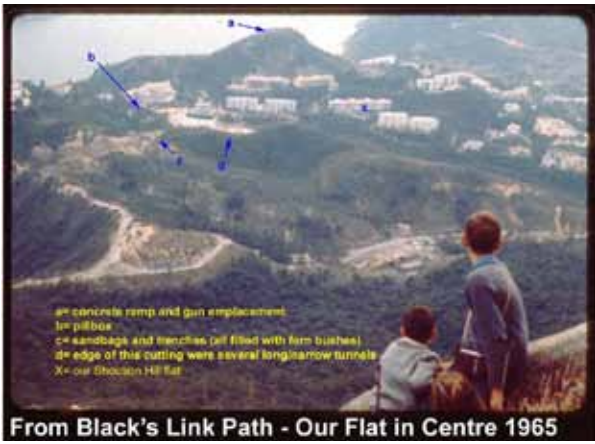 a
b
x
d
a= concrete ramp and gun emplacement
b= pillbox
c= sandbags and trenches (all filled with fern bushes)
d= edge of this cutting were several long/narrow tunnels
X= our Shouson Hill flat
From Black's Link Path - Our Flat in Centre 1965